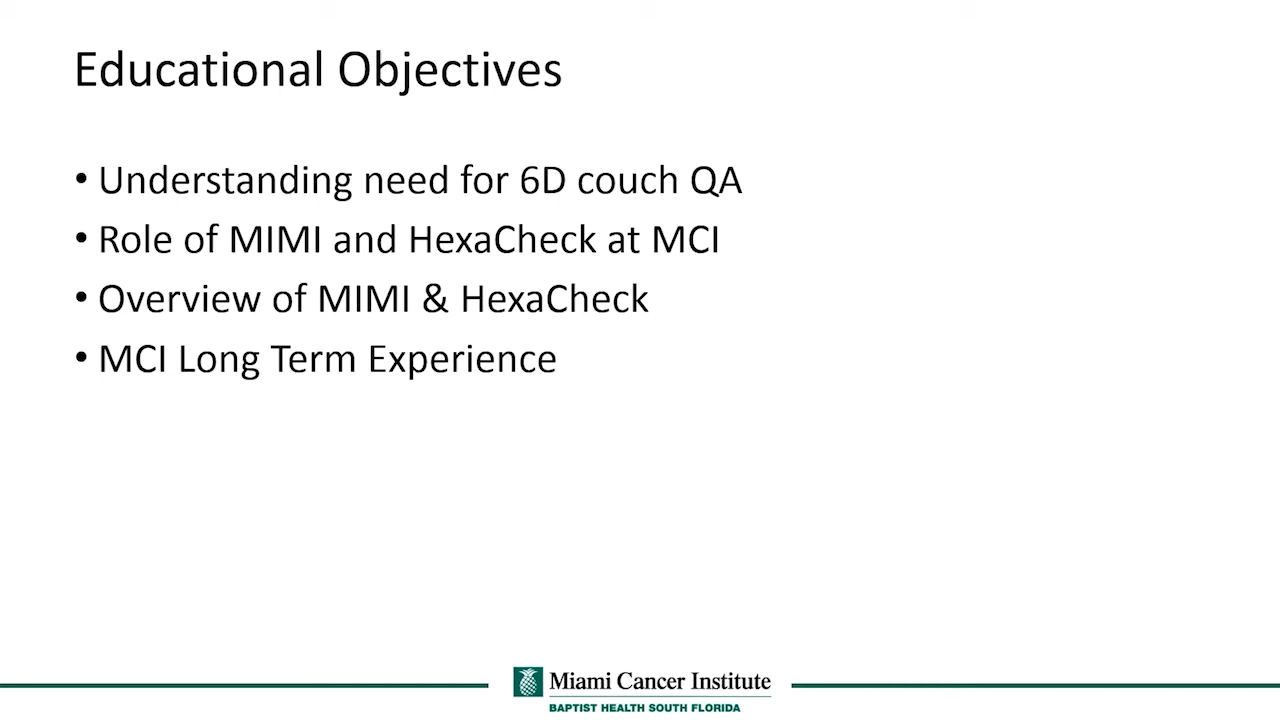 Educational Objectives
• Understanding need for 6D couch QA
• Role of MIMI and HexaCheck at MCI
• Overview of MIMI & HexaCheck
• MCI Long Term Experience
Miami Cancer Institute
BAPTIST HEALTH SOUTH FLORIDA